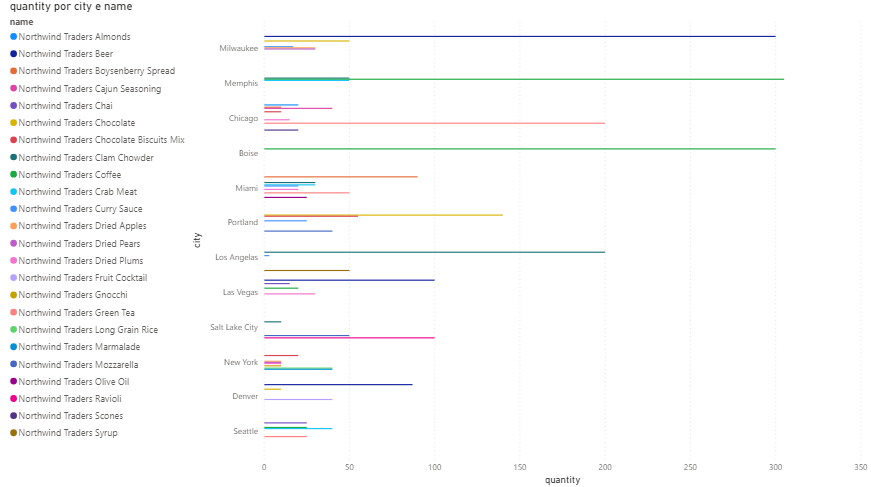 quantity por city e name
name
Northwind Traders Almonds
Northwind Traders Beer
Northwind Traders Boysenberry Spread
Northwind Traders Cajun Seasoning
Northwind Traders Chai
Northwind Traders Chocolate
Northwind Traders Chocolate Biscuits Mix
Northwind Traders Clam Chowder
Northwind Traders Coffee
Northwind Traders Crab Meat
Northwind Traders Curry Sauce
Northwind Traders Dried Apples
Northwind Traders Dried Pears
Northwind Traders Dried Plums
Northwind Traders Fruit Cocktail
Northwind Traders Gnocchi
Northwind Traders Green Tea
Northwind Traders Long Grain Rice
Northwind Traders Marmalade
Northwind Traders Mozzarella
Northwind Traders Olive Oil
Northwind Traders Ravioli
Northwind Traders Scones
Northwind Traders Syrup
city
Milwaukee
Memphis
Chicago
Boise
Miami
Portland
Los Angelas
Las Vegas
Salt Lake City
New York
Denver
Seattle
0 50 100 150 200 250 300 350
quantity